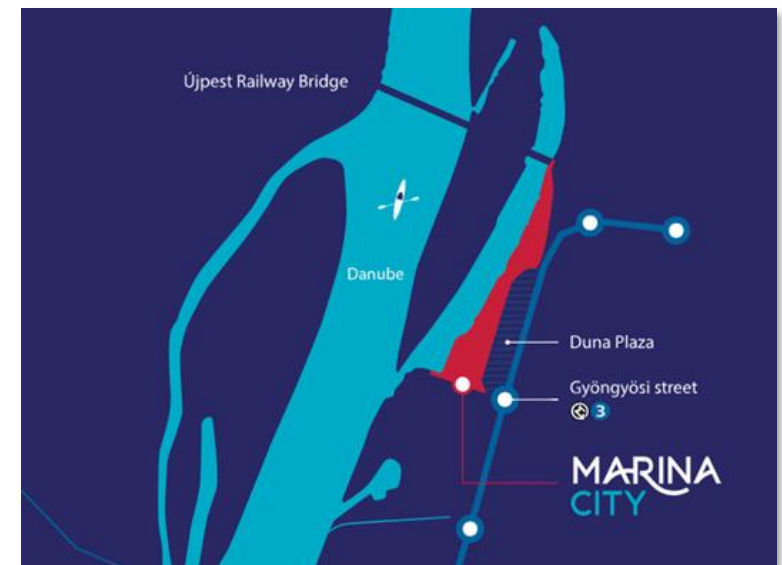 Újpest Railway Bridge
Danube
Duna Plaza
Gyöngyösi street
3
MARINA
CITY